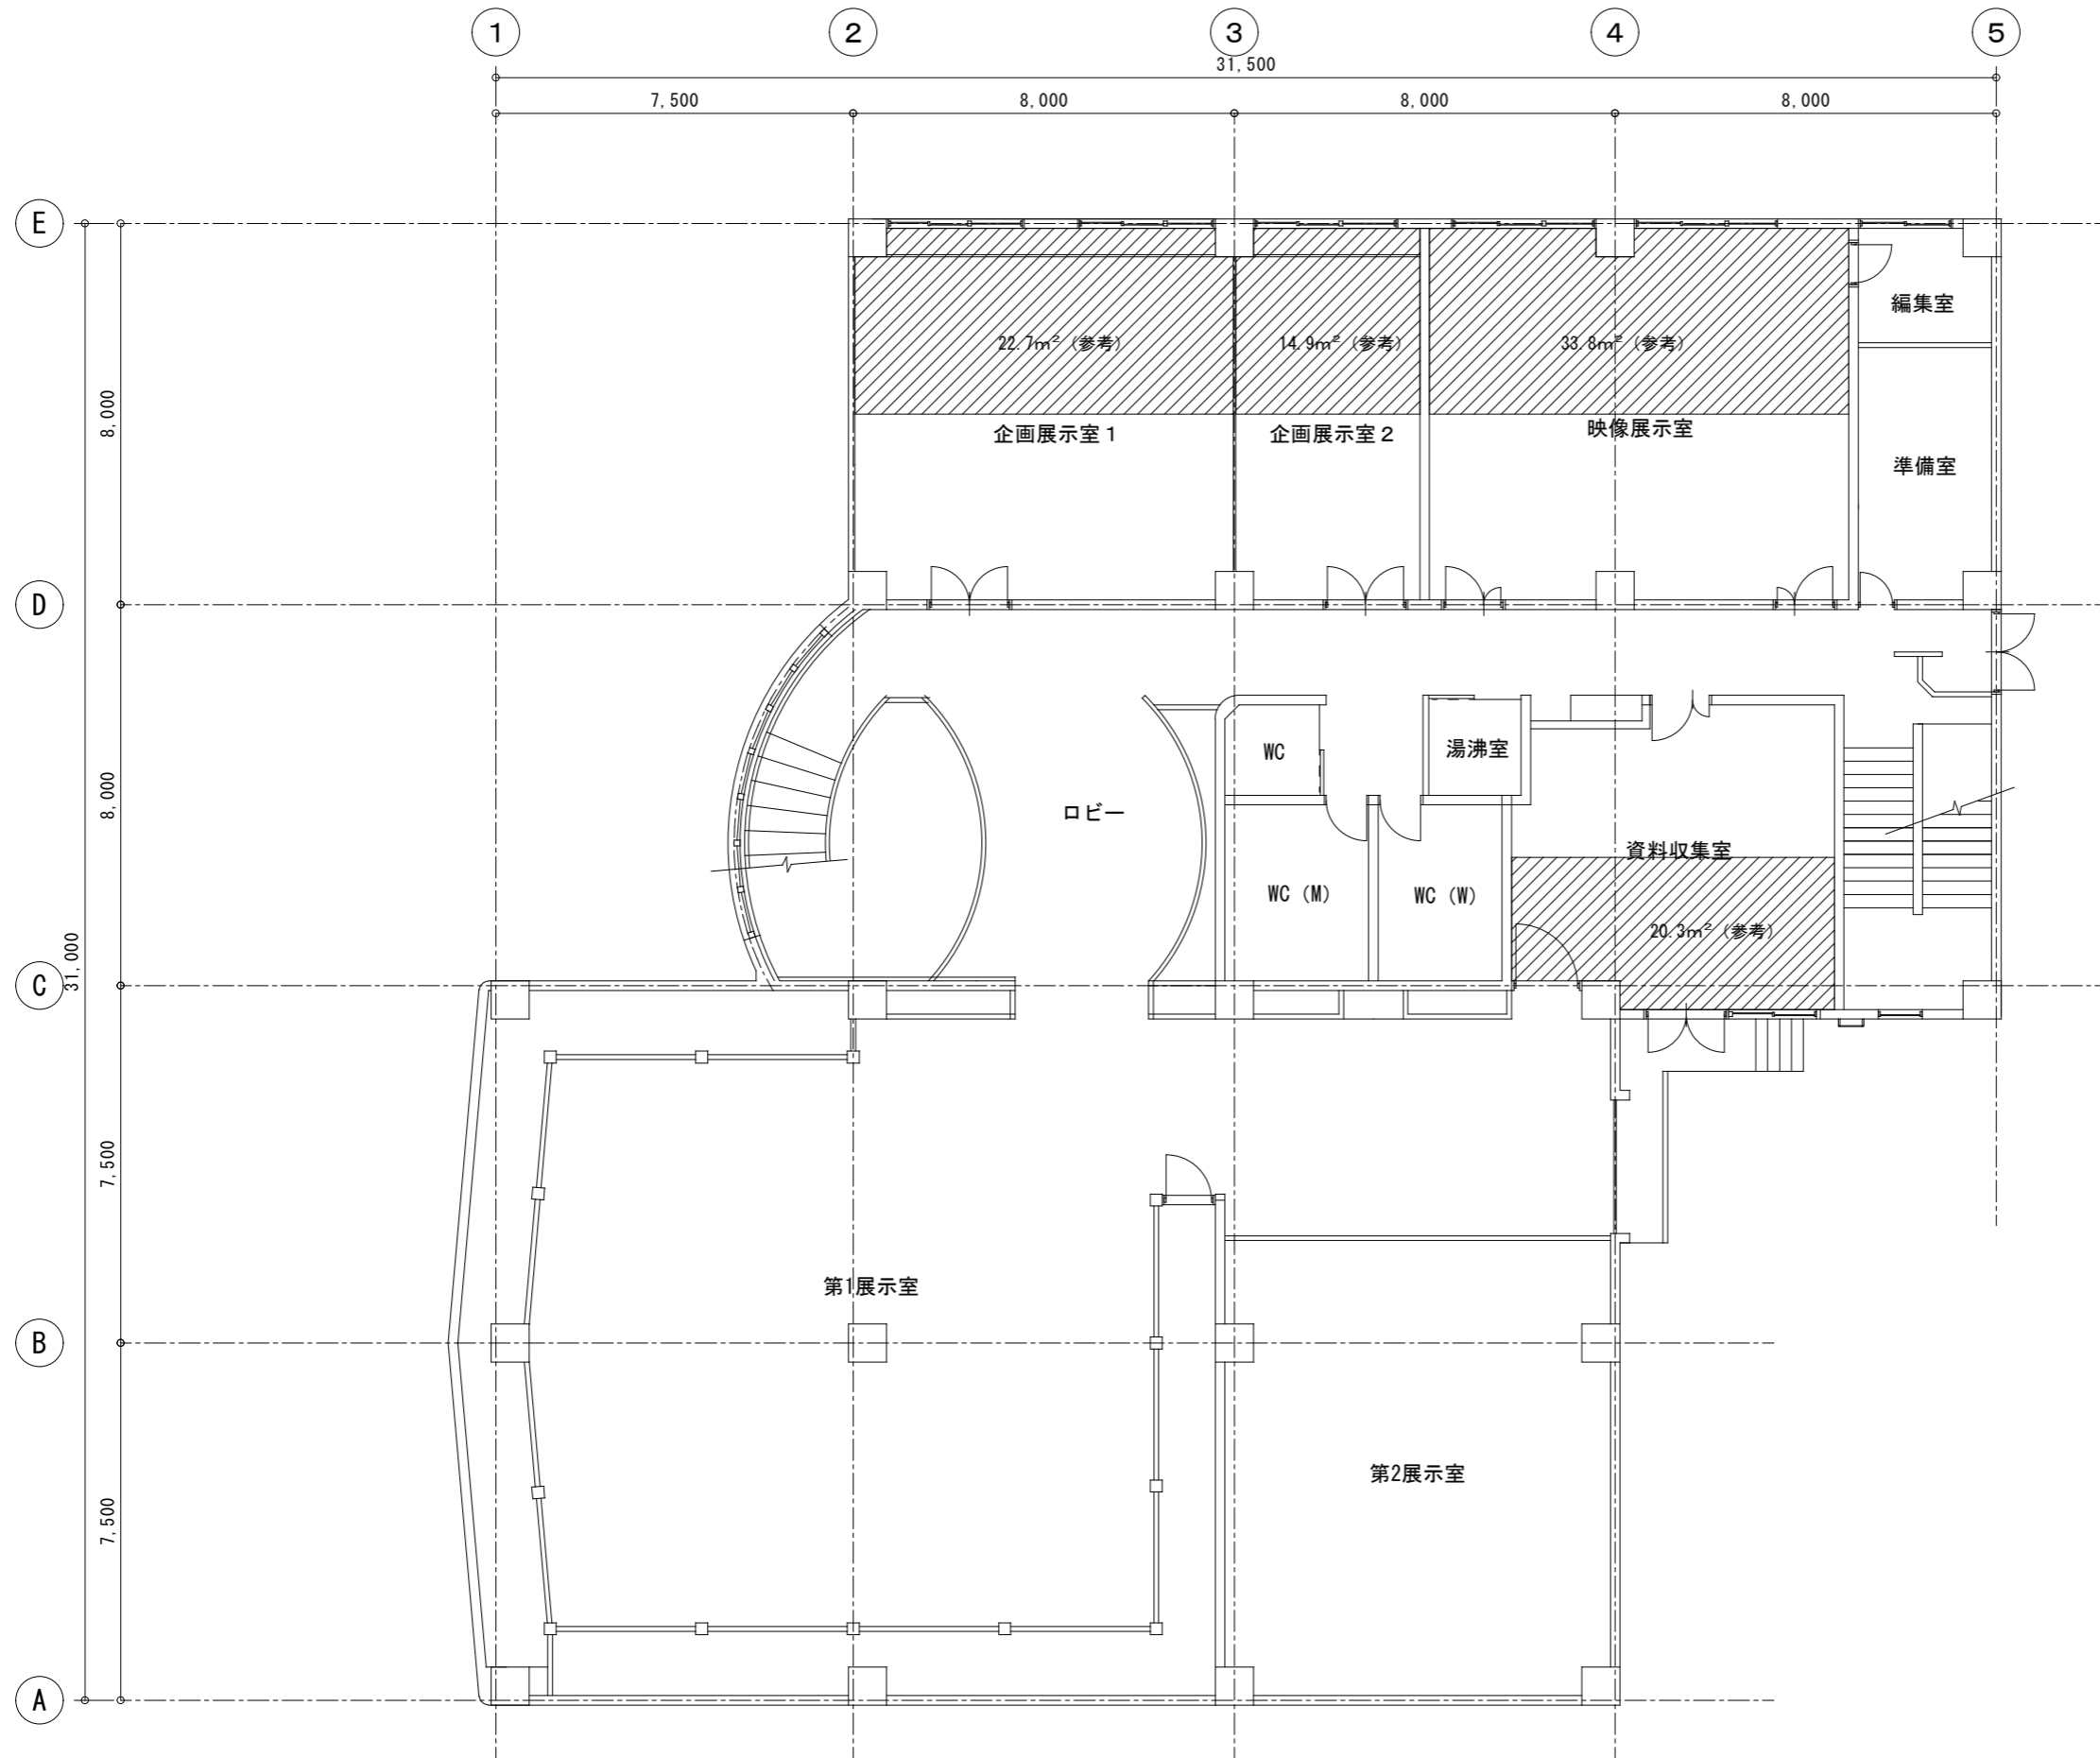 1
2
3
4
5
31,500
7,500
8,000
8,000
8,000
E
編集室
22.7m²（参考）
14.9m²（参考）
33.8m²（参考）
8,000
企画展示室１
企画展示室２
映像展示室
準備室
D
WC
湯沸室
8,000
ロビー
資料収集室
WC（M）
WC（W）
20.3m²（参考）
31,000
C
7,500
第1展示室
B
第2展示室
7,500
A